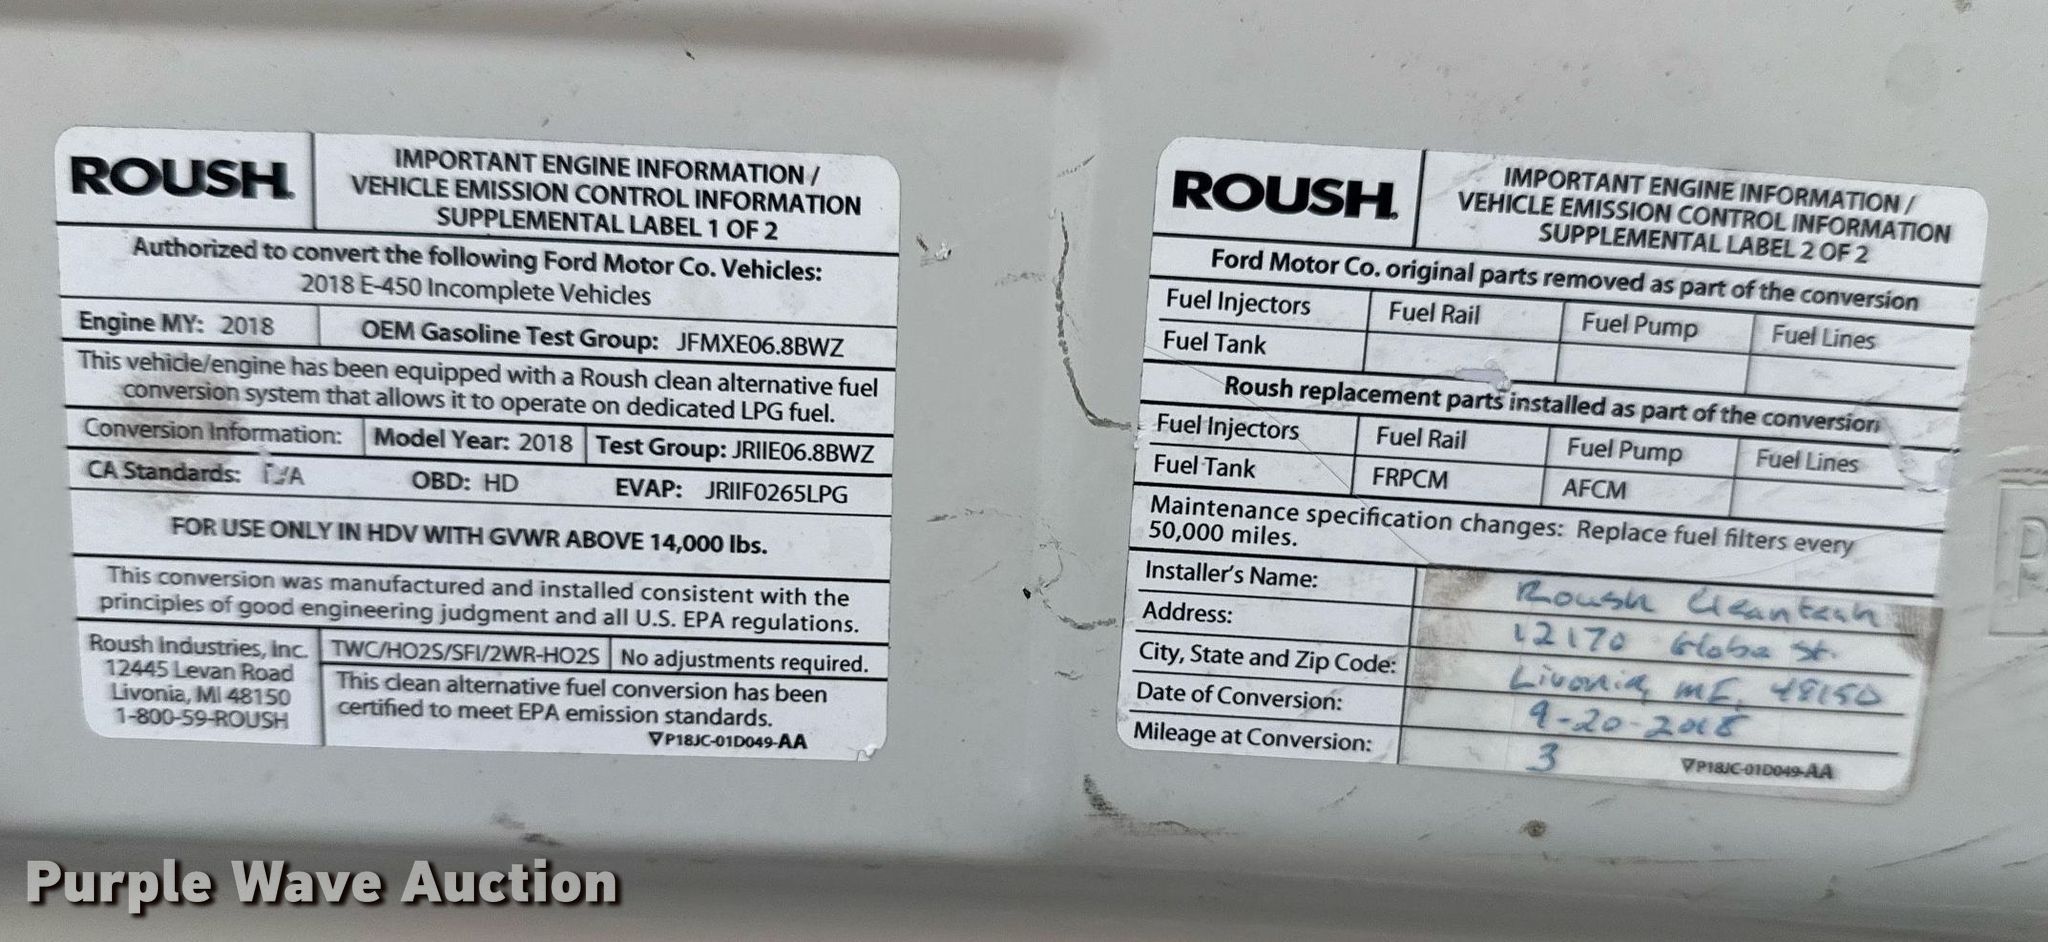 ROUSH
IMPORTANT ENGINE INFORMATION /
VEHICLE EMISSION CONTROL INFORMATION
SUPPLEMENTAL LABEL 1 OF 2
Authorized to convert the following Ford Motor Co. Vehicles:
2018 E-450 Incomplete Vehicles
Engine MY: 2018 OEM Gasoline Test Group: JFMXE06.8BWZ
This vehicle/engine has been equipped with a Roush clean alternative fuel
conversion system that allows it to operate on dedicated LPG fuel.
Conversion Information: Model Year: 2018 Test Group: JRIIE06.8BWZ
CA Standards: OBD: HD EVAP: JRIIF0265LPG
FOR USE ONLY IN HDV WITH GVWR ABOVE 14,000 lbs.
This conversion was manufactured and installed consistent with the
principles of good engineering judgment and all U.S. EPA regulations.
Roush Industries, Inc.
12445 Levan Road
Livonia, MI 48150
1-800-59-ROUSH
TWC/HO2S/SFI/2WR-HO2S No adjustments required.
This clean alternative fuel conversion has been
certified to meet EPA emission standards.
P18JC-01D049-AA
ROUSH
IMPORTANT ENGINE INFORMATION /
VEHICLE EMISSION CONTROL INFORMATION
SUPPLEMENTAL LABEL 2 OF 2
Ford Motor Co. original parts removed as part of the conversion
Fuel Injectors Fuel Rail Fuel Pump Fuel Lines
Fuel Tank
Roush replacement parts installed as part of the conversion
Fuel Injectors Fuel Rail Fuel Pump Fuel Lines
Fuel Tank FRPCM AFCM
Maintenance specification changes: Replace fuel filters every
50,000 miles.
Installer's Name: Roush Cleantech
Address: 12170 Globe St.
City, State and Zip Code: Livonia, MI, 48150
Date of Conversion: 9-20-2018
Mileage at Conversion: 3
P18JC-01D049-AA
P
Purple Wave Auction